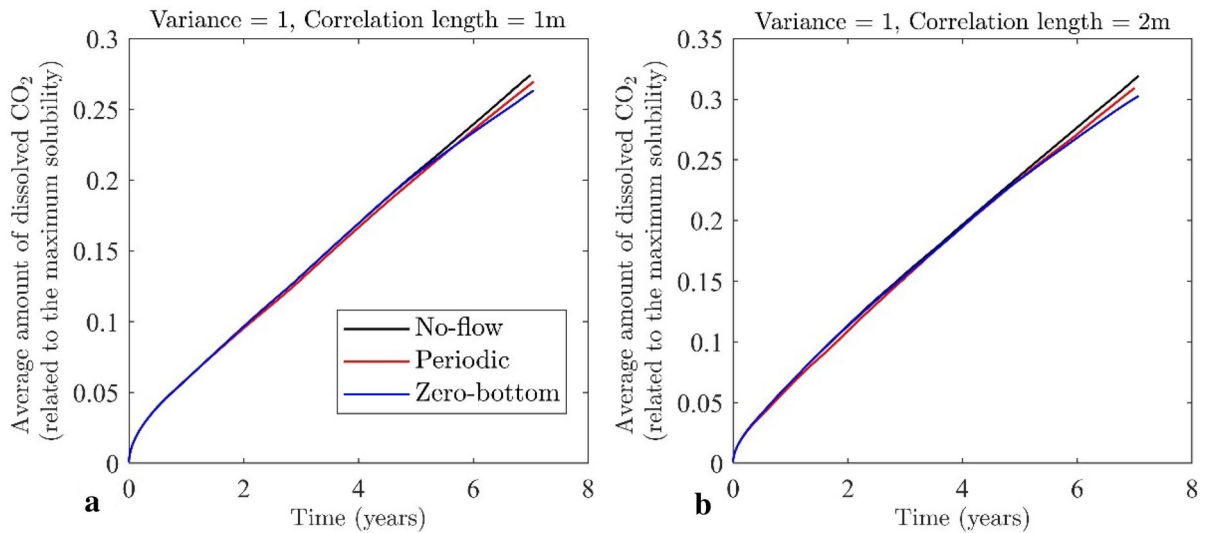 Variance = 1, Correlation length = 1m
Average amount of dissolved CO₂
(related to the maximum solubility)
0.3
0.25
0.2
0.15
0.1
0.05
0
No-flow
Periodic
Zero-bottom
0 2 4 6 8
Time (years)
a
Variance = 1, Correlation length = 2m
Average amount of dissolved CO₂
(related to the maximum solubility)
0.35
0.3
0.25
0.2
0.15
0.1
0.05
0
0 2 4 6 8
Time (years)
b